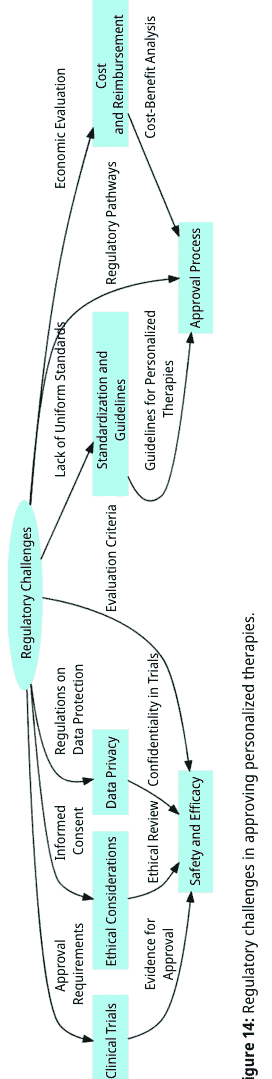 Regulatory Challenges
Approval
Requirements
Informed
Consent
Regulations on
Data Protection
Evaluation Criteria
Lack of Uniform Standards
Regulatory Pathways
Economic Evaluation
Clinical Trials
Ethical Considerations
Data Privacy
Standardization and
Guidelines
Cost
and Reimbursement
Evidence for
Approval
Ethical Review
Confidentiality in Trials
Guidelines for Personalized
Therapies
Cost-Benefit Analysis
Safety and Efficacy
Approval Process
igure 14: Regulatory challenges in approving personalized therapies.